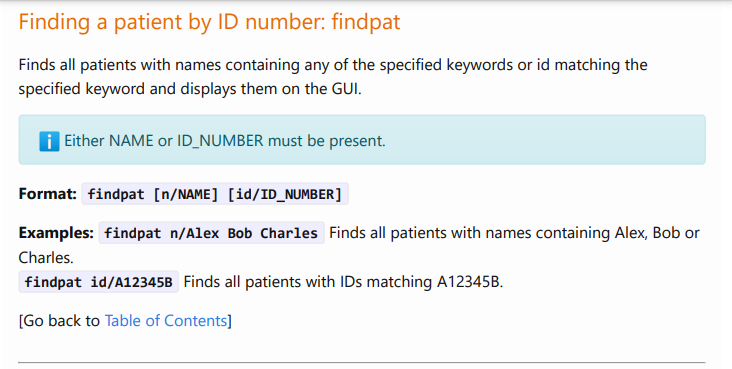 Finding a patient by ID number: findpat
Finds all patients with names containing any of the specified keywords or id matching the
specified keyword and displays them on the GUI.
i Either NAME or ID_NUMBER must be present.
Format: findpat [n/NAME] [id/ID_NUMBER]
Examples: findpat n/Alex Bob Charles Finds all patients with names containing Alex, Bob or
Charles.
findpat id/A12345B Finds all patients with IDs matching A12345B.
[Go back to Table of Contents]